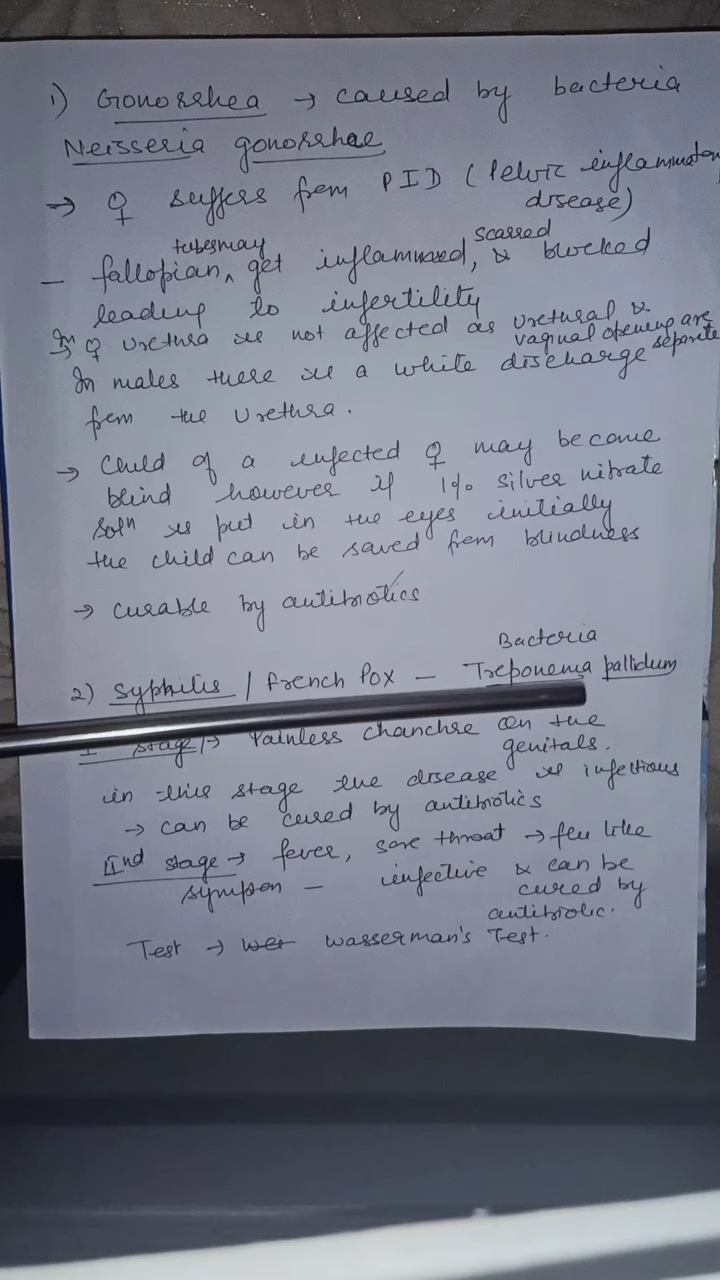 1) Gonorrhea → caused by bacteria
Neisseria gonorrhae
→ ♀ suffers from PID (Pelvic inflammation disease)
- fallopian tubes may get inflammed, scarred & blocked
leading to infertility
→ In ♀ urethra is not affected as uretural & vaginal opening are separate
In males there is a white discharge
from the urethra.
→ Child of a infected ♀ may become
blind however if 1% silver nitrate
solⁿ is put in the eyes initially
the child can be saved from blindness
→ curable by antibiotics
2) Syphilis / French Pox - Bacteria Treponema pallidum
I stage → Painless chanchre on the genitals.
in this stage the disease is infectious
→ can be cured by antibiotics
IInd stage → fever, sore throat → flu like
sympson - infective & can be cured by antibiotic.
Test → Wasserman's Test.